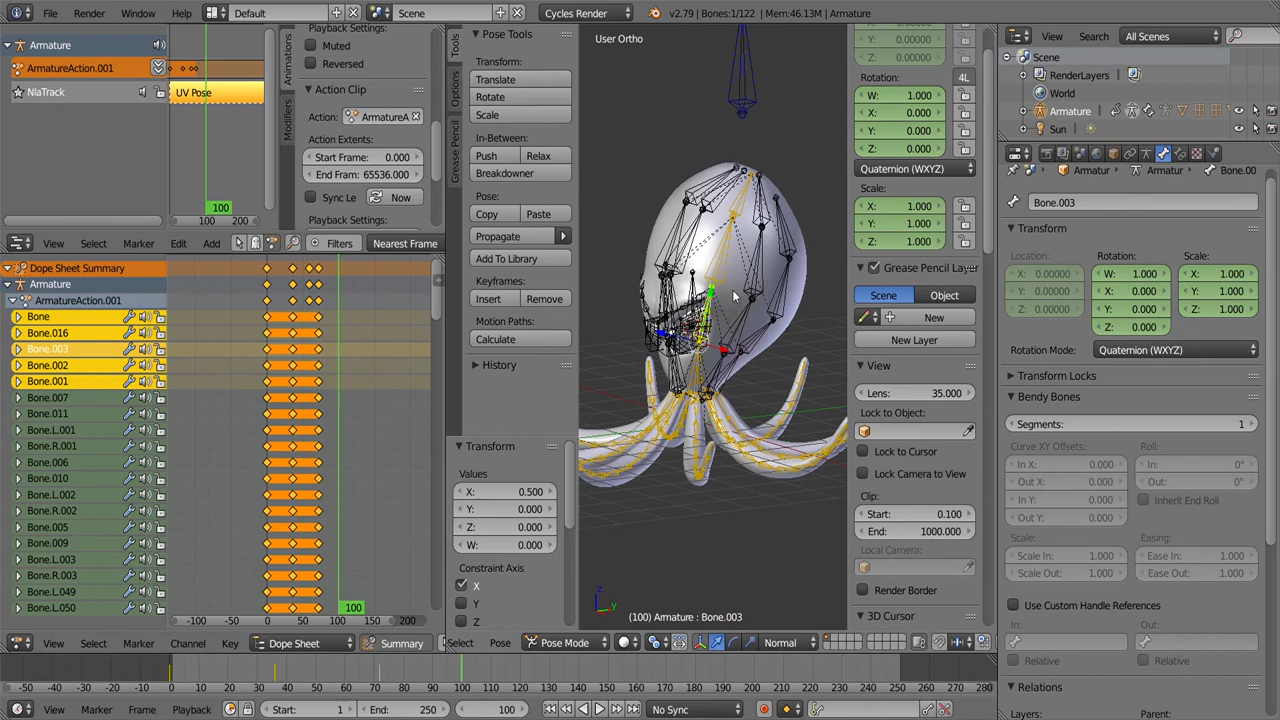 File Render Window Help Default Scene Cycles Render v2.79 | Bones:1/122 | Mem:46.13M | Armature
Armature
ArmatureAction.001
NlaTrack UV Pose
100
100 200
View Select Marker Edit Add Filters Nearest Frame
Animations
Modifiers
Playback Settings:
Muted
Reversed
Action Clip
Action: ArmatureA
Action Extents:
Start Frame: 0.000
End Fram: 65536.000
Sync Le Now
Playback Settings:
Dope Sheet Summary
Armature
ArmatureAction.001
Bone
Bone.016
Bone.003
Bone.002
Bone.001
Bone.007
Bone.011
Bone.L.001
Bone.R.001
Bone.006
Bone.010
Bone.L.002
Bone.R.002
Bone.005
Bone.009
Bone.L.003
Bone.R.003
Bone.L.049
Bone.L.050
100
-100 -50 0 50 100 150 200
View Select Marker Channel Key Dope Sheet Summary
Tools
Options
Grease Pencil
Pose Tools
Transform:
Translate
Rotate
Scale
In-Between:
Push Relax
Breakdowner
Pose:
Copy Paste
Propagate
Add To Library
Keyframes:
Insert Remove
Motion Paths:
Calculate
History
Transform
Values
X: 0.500
Y: 0.000
Z: 0.000
W: 0.000
Constraint Axis
X
Y
Z
User Ortho
z
y
(100) Armature : Bone.003
Select Pose Pose Mode Normal
Y: 0.00000
Z: 0.00000
Rotation: 4L
W: 1.000
X: 0.000
Y: 0.000
Z: 0.000
Quaternion (WXYZ)
Scale:
X: 1.000
Y: 1.000
Z: 1.000
Grease Pencil Layer
Scene Object
New
New Layer
View
Lens: 35.000
Lock to Object:
Lock to Cursor
Lock Camera to View
Clip:
Start: 0.100
End: 1000.000
Local Camera:
Render Border
3D Cursor
View Search All Scenes
Scene
RenderLayers
World
Armature
Sun
Armatur Armatur Bone.00
Bone.003
Transform
Location: Rotation: Scale:
X: 0.00000 W: 1.000 X: 1.000
Y: 0.00000 X: 0.000 Y: 1.000
Z: 0.00000 Y: 0.000 Z: 1.000
Z: 0.000
Rotation Mode: Quaternion (WXYZ)
Transform Locks
Bendy Bones
Segments: 1
Curve XY Offsets: Roll:
In X: 0.000 In: 0°
Out X: 0.000 Out: 0°
In Y: 0.000 Inherit End Roll
Out Y: 0.000
Scale: Easing:
Scale In: 1.000 Ease In: 1.000
Scale Out: 1.000 Ease Out: 1.000
Use Custom Handle References
In: Out:
Relative Relative
Relations
Layers: Parent:
-50 -40 -30 -20 -10 0 10 20 30 40 50 60 70 80 90 100 110 120 130 140 150 160 170 180 190 200 210 220 230 240 250 260 270 280
View Marker Frame Playback Start: 1 End: 250 100 No Sync